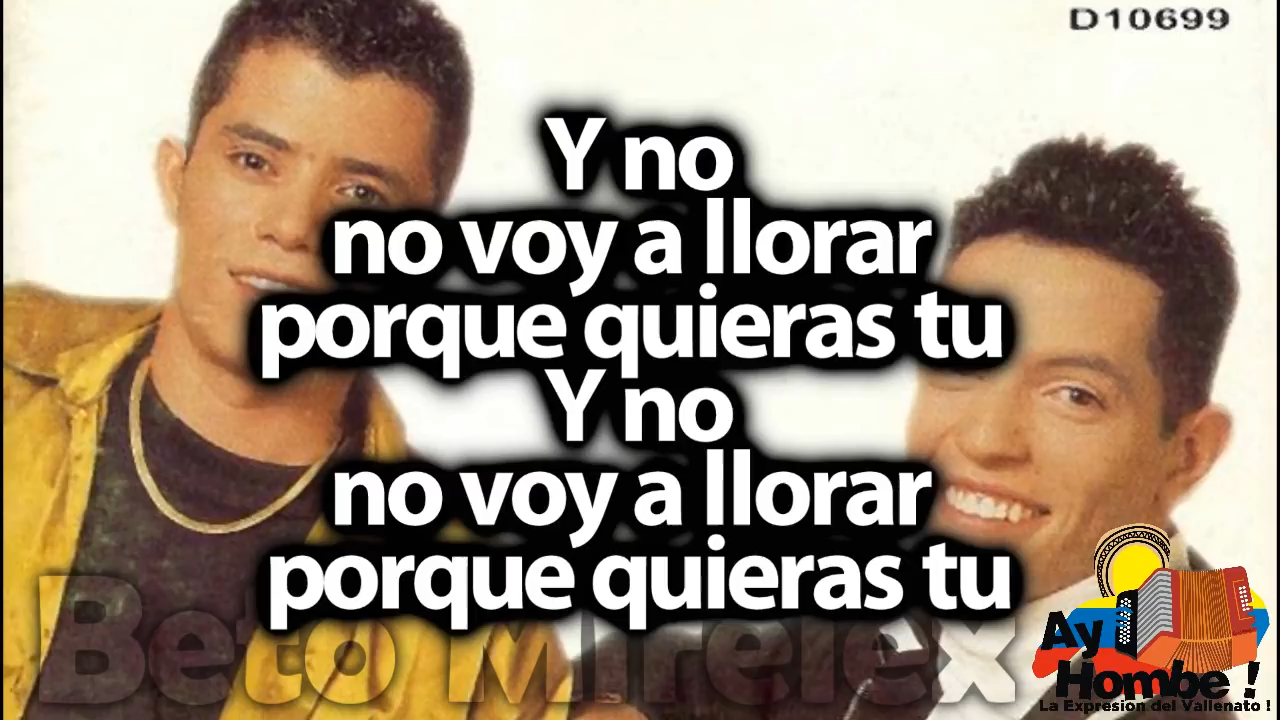 D10699
Y no
no voy a llorar
porque quieras tu
Y no
no voy a llorar
porque quieras tu
Beto Mirelex
Ay
Hombe !
La Expresion del Vallenato !